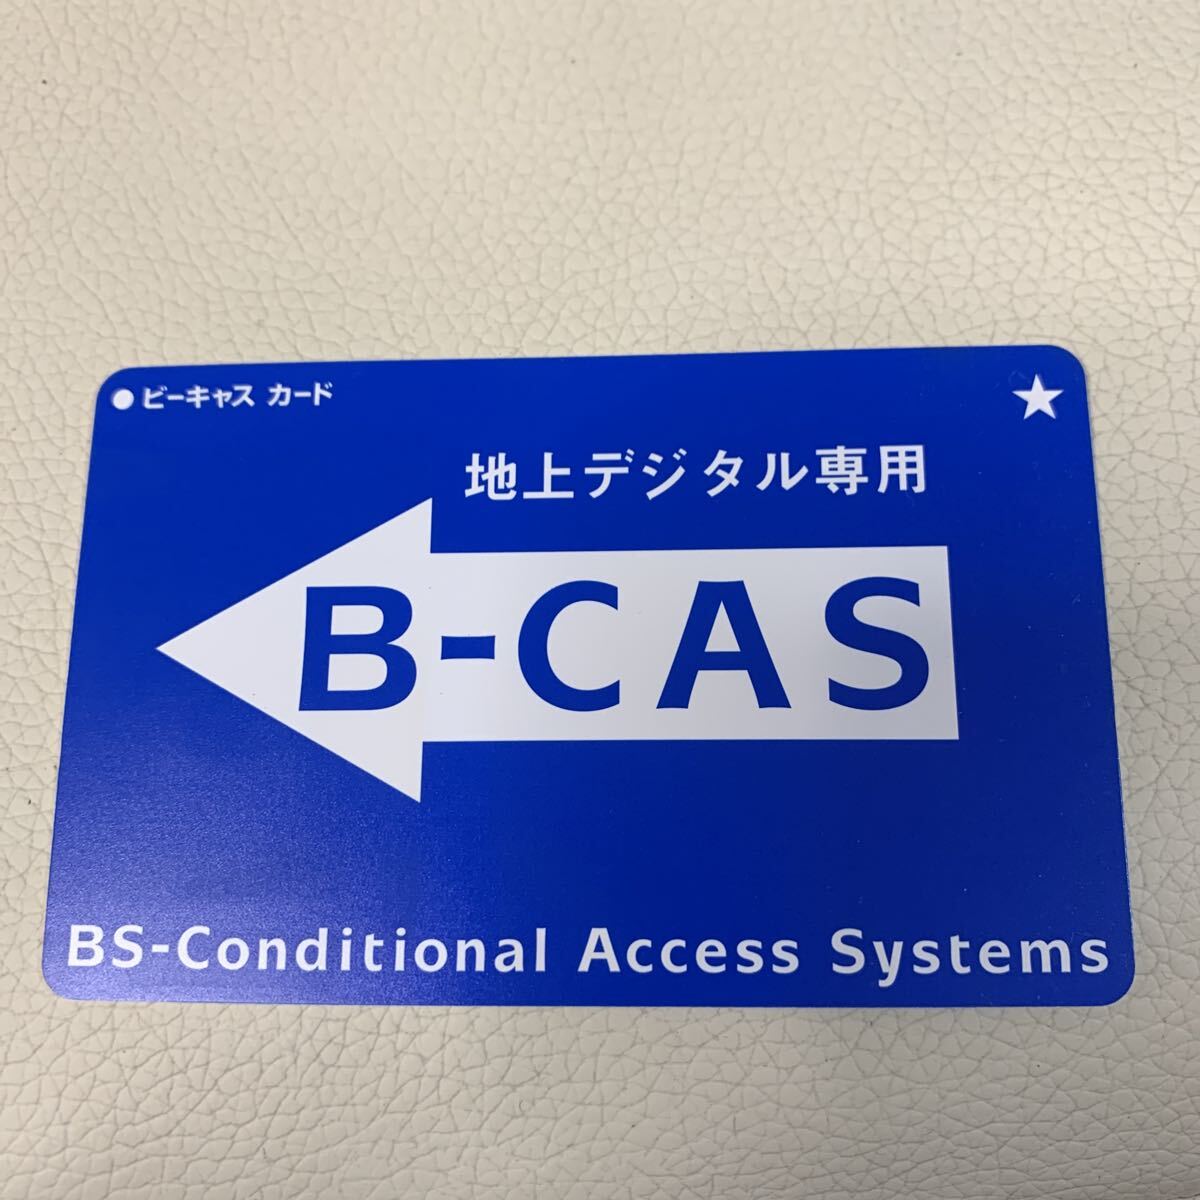 ●ビーキャス カード ★
地上デジタル専用
B-CAS
BS-Conditional Access Systems